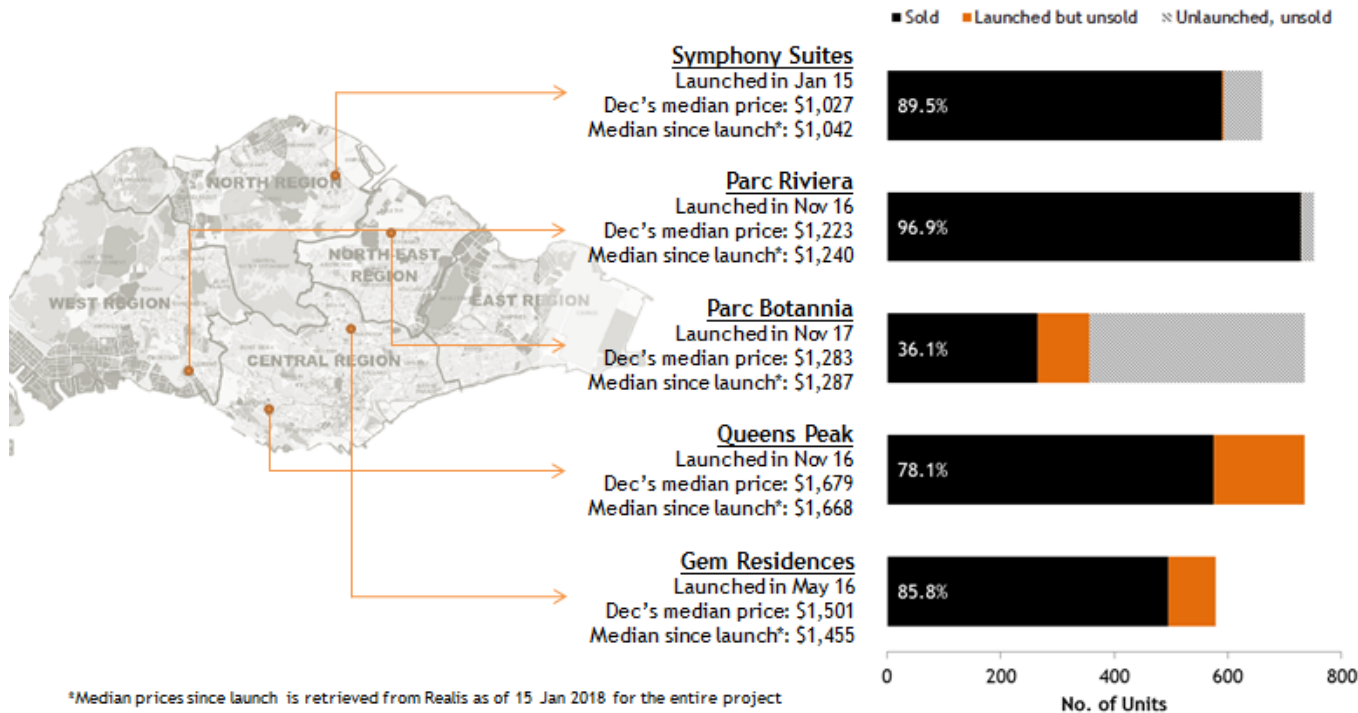 Sold Launched but unsold Unlaunched, unsold
Symphony Suites
Launched in Jan 15
Dec's median price: $1,027
Median since launch*: $1,042
89.5%
Parc Riviera
Launched in Nov 16
Dec's median price: $1,223
Median since launch*: $1,240
96.9%
Parc Botannia
Launched in Nov 17
Dec's median price: $1,283
Median since launch*: $1,287
36.1%
Queens Peak
Launched in Nov 16
Dec's median price: $1,679
Median since launch*: $1,668
78.1%
Gem Residences
Launched in May 16
Dec's median price: $1,501
Median since launch*: $1,455
85.8%
NORTH REGION
NORTH-EAST
REGION
WEST REGION
EAST REGION
CENTRAL REGION
0 200 400 600 800
No. of Units
*Median prices since launch is retrieved from Realis as of 15 Jan 2018 for the entire project